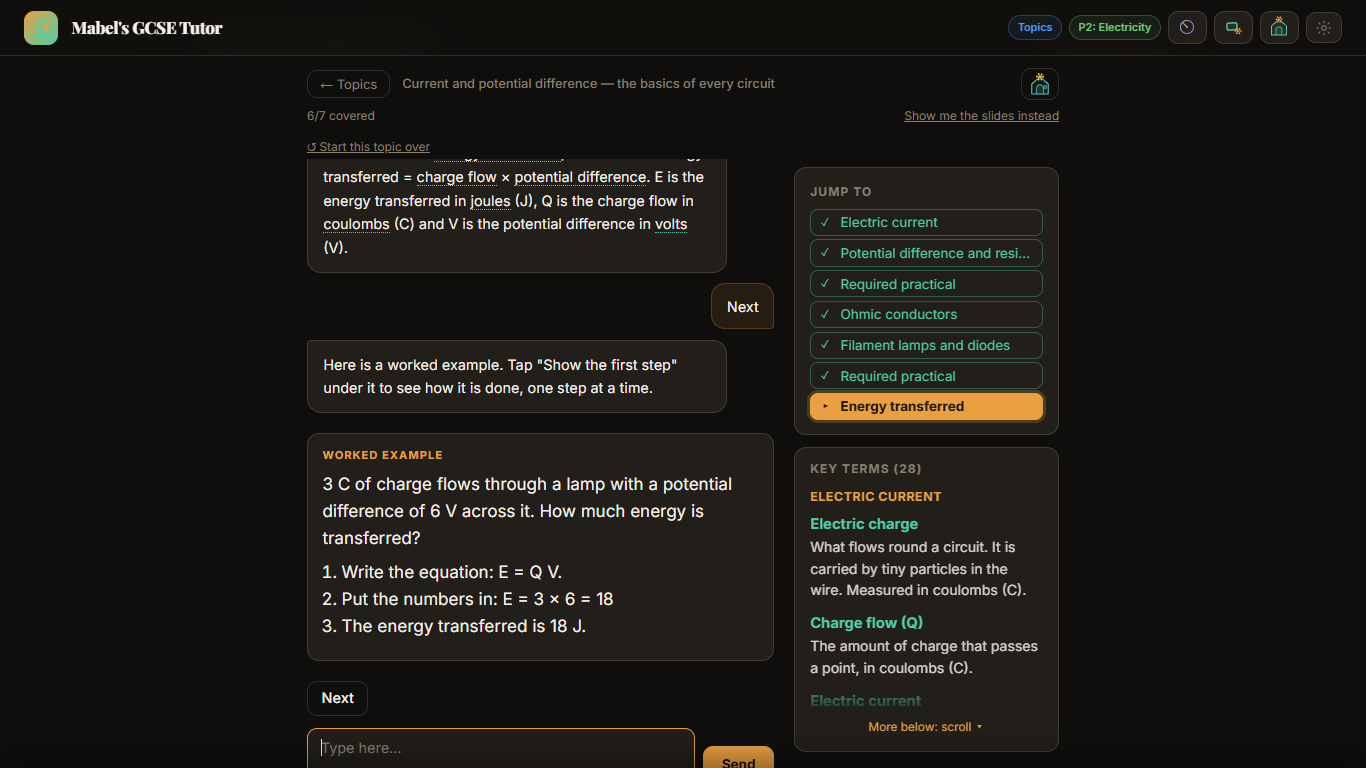 Mabel's GCSE Tutor
Topics
P2: Electricity
← Topics
Current and potential difference — the basics of every circuit
6/7 covered
Show me the slides instead
↺ Start this topic over
transferred = charge flow × potential difference. E is the
energy transferred in joules (J), Q is the charge flow in
coulombs (C) and V is the potential difference in volts
(V).
Next
Here is a worked example. Tap "Show the first step"
under it to see how it is done, one step at a time.
WORKED EXAMPLE
3 C of charge flows through a lamp with a potential
difference of 6 V across it. How much energy is
transferred?
1. Write the equation: E = Q V.
2. Put the numbers in: E = 3 × 6 = 18
3. The energy transferred is 18 J.
Next
Type here...
Send
JUMP TO
✓ Electric current
✓ Potential difference and resi...
✓ Required practical
✓ Ohmic conductors
✓ Filament lamps and diodes
✓ Required practical
▸ Energy transferred
KEY TERMS (28)
ELECTRIC CURRENT
Electric charge
What flows round a circuit. It is
carried by tiny particles in the
wire. Measured in coulombs (C).
Charge flow (Q)
The amount of charge that passes
a point, in coulombs (C).
Electric current
More below: scroll ▾